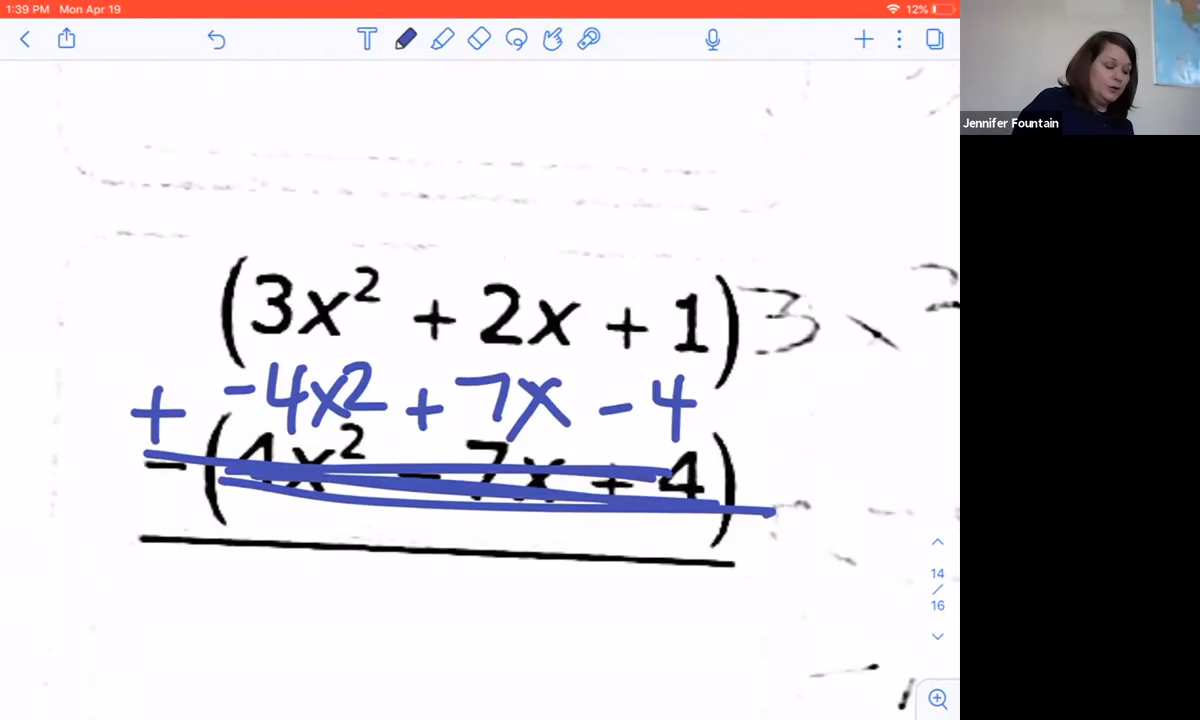 1:39 PM Mon Apr 19
12%
Jennifer Fountain
(3x² + 2x + 1) 3x
+ -4x2 + 7x - 4
- (4x² - 7x + 4)
14
/
16